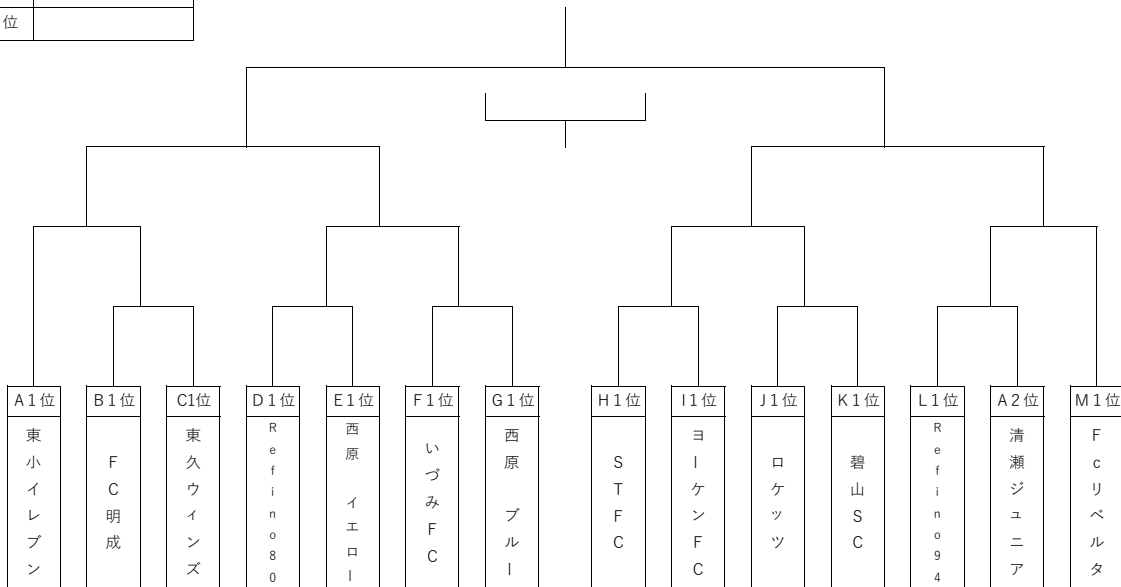 位
A1位
B1位
C1位
D1位
E1位
F1位
G1位
H1位
I1位
J1位
K1位
L1位
A2位
M1位
東小イレブン
FC明成
東久ウィンズ
Refino80
西原 イエロー
いづみFC
西原 ブルー
STFC
ヨーケンFC
ロケッツ
碧山SC
Refino94
清瀬ジュニア
Fcリベルタ